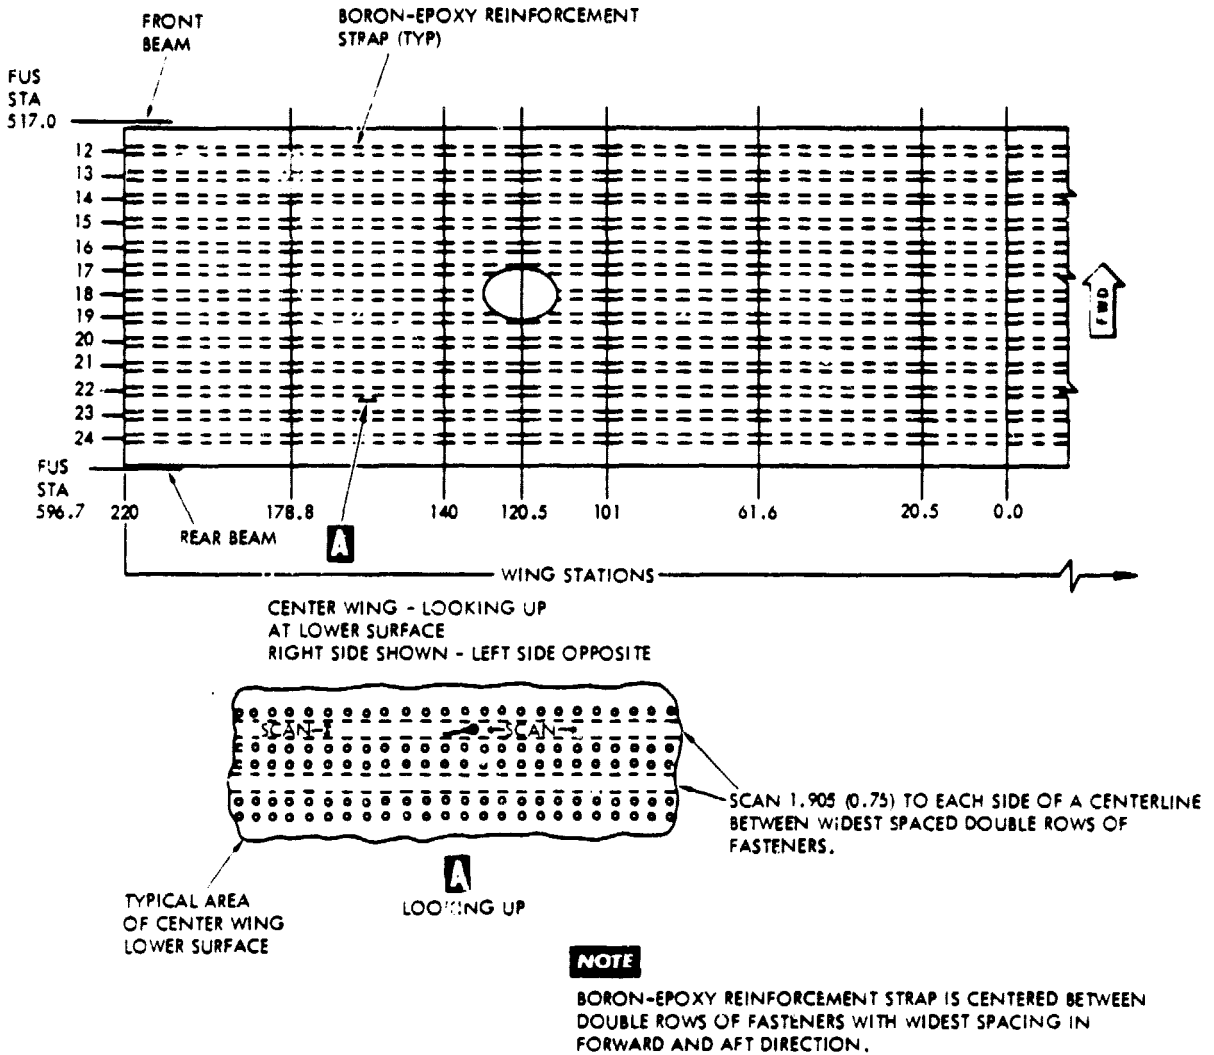 FRONT
BEAM
BORON-EPOXY REINFORCEMENT
STRAP (TYP)
FUS
STA
517.0
12
13
14
15
16
17
18
19
20
21
22
23
24
FWD
FUS
STA
596.7
220
178.8
140
120.5
101
61.6
20.5
0.0
REAR BEAM
A
WING STATIONS
CENTER WING - LOOKING UP
AT LOWER SURFACE
RIGHT SIDE SHOWN - LEFT SIDE OPPOSITE
SCAN
SCAN
SCAN 1.905 (0.75) TO EACH SIDE OF A CENTERLINE
BETWEEN WIDEST SPACED DOUBLE ROWS OF
FASTENERS.
TYPICAL AREA
OF CENTER WING
LOWER SURFACE
A
LOOKING UP
NOTE
BORON-EPOXY REINFORCEMENT STRAP IS CENTERED BETWEEN
DOUBLE ROWS OF FASTENERS WITH WIDEST SPACING IN
FORWARD AND AFT DIRECTION.